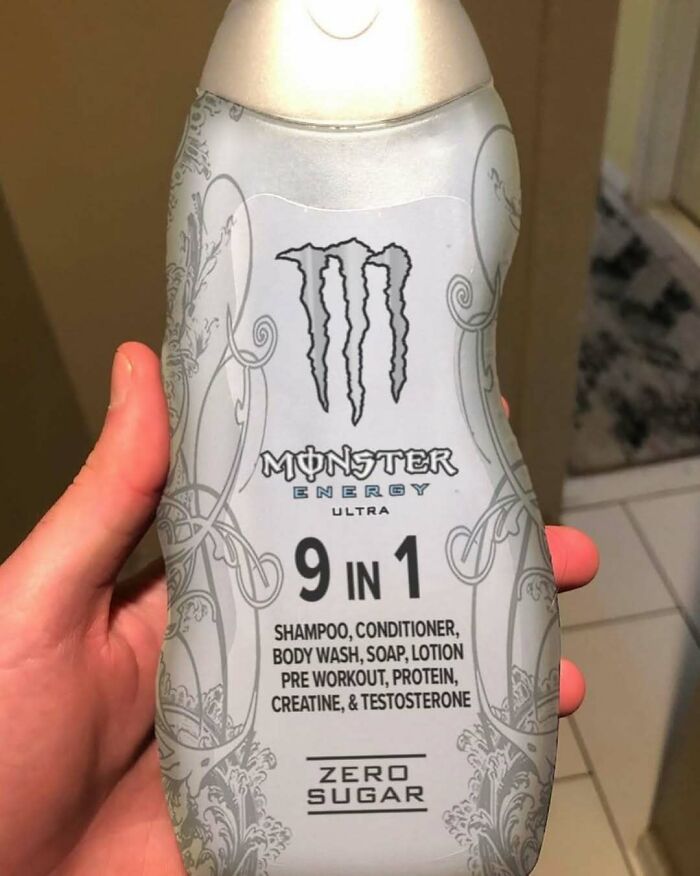 MONSTER
ENERGY
ULTRA
9 IN 1
SHAMPOO, CONDITIONER,
BODY WASH, SOAP, LOTION
PRE WORKOUT, PROTEIN,
CREATINE, & TESTOSTERONE
ZERO
SUGAR